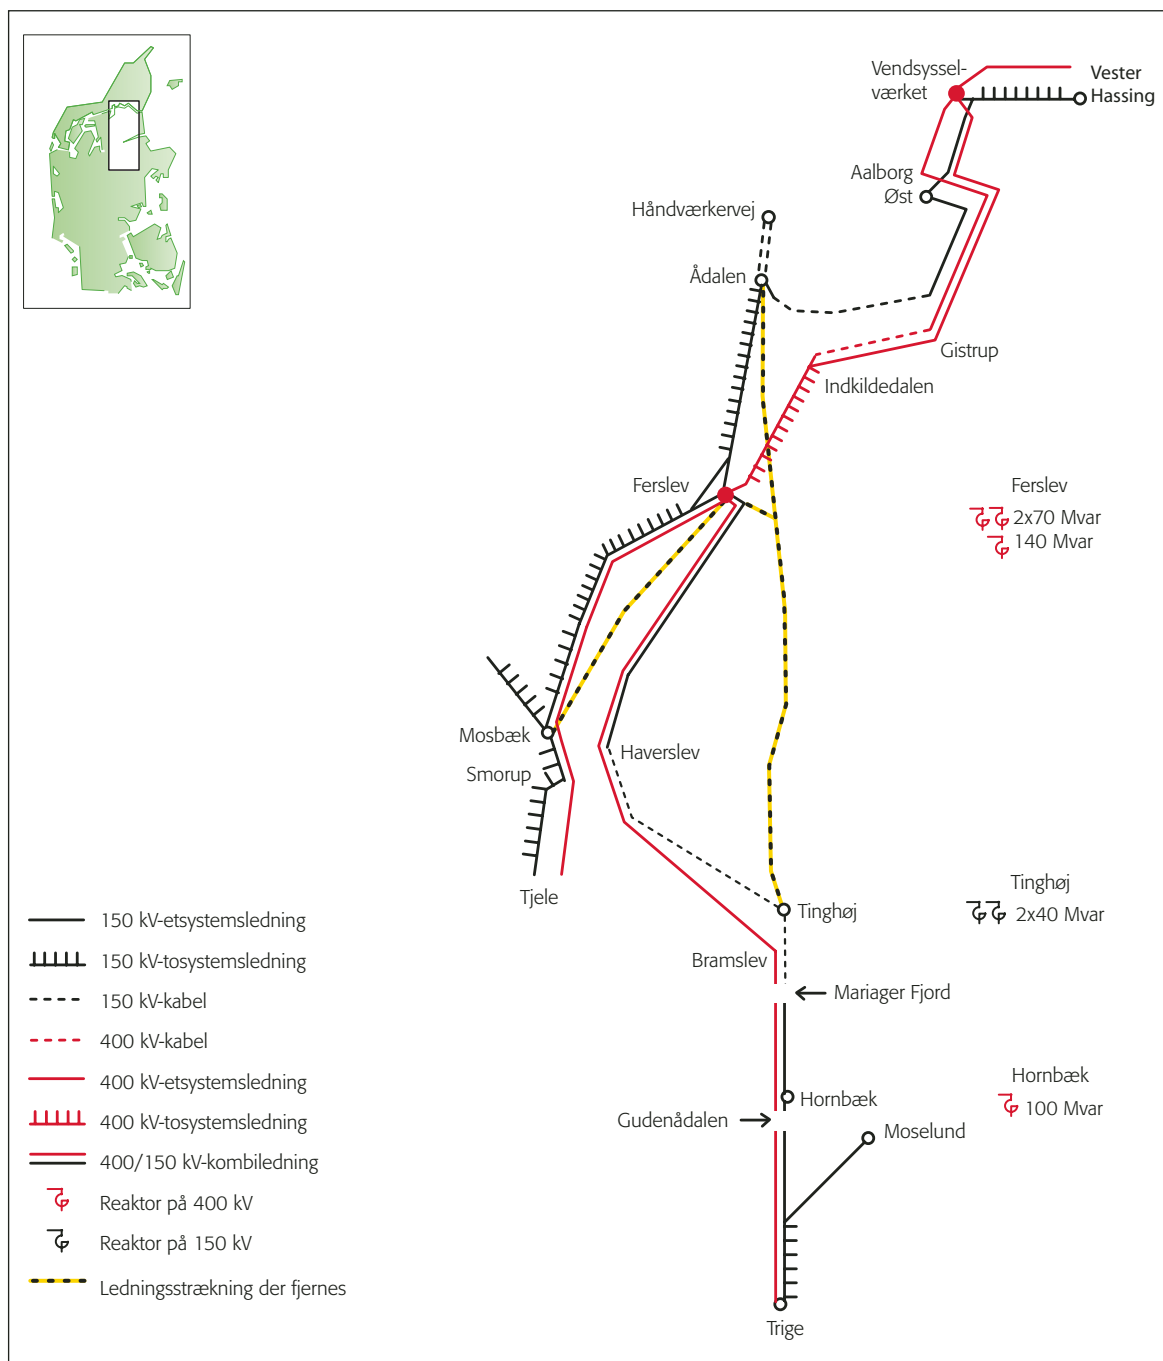 Vendsyssel-
værket
Vester
Hassing
Aalborg
Øst
Håndværkervej
Ådalen
Gistrup
Indkildedalen
Ferslev
Ferslev
2x70 Mvar
140 Mvar
Mosbæk
Smorup
Haverslev
Tjele
Tinghøj
Tinghøj
2x40 Mvar
Bramslev
Mariager Fjord
Hornbæk
Hornbæk
100 Mvar
Gudenådalen
Moselund
Trige
150 kV-etsystemsledning
150 kV-tosystemsledning
150 kV-kabel
400 kV-kabel
400 kV-etsystemsledning
400 kV-tosystemsledning
400/150 kV-kombiledning
Reaktor på 400 kV
Reaktor på 150 kV
Ledningsstrækning der fjernes